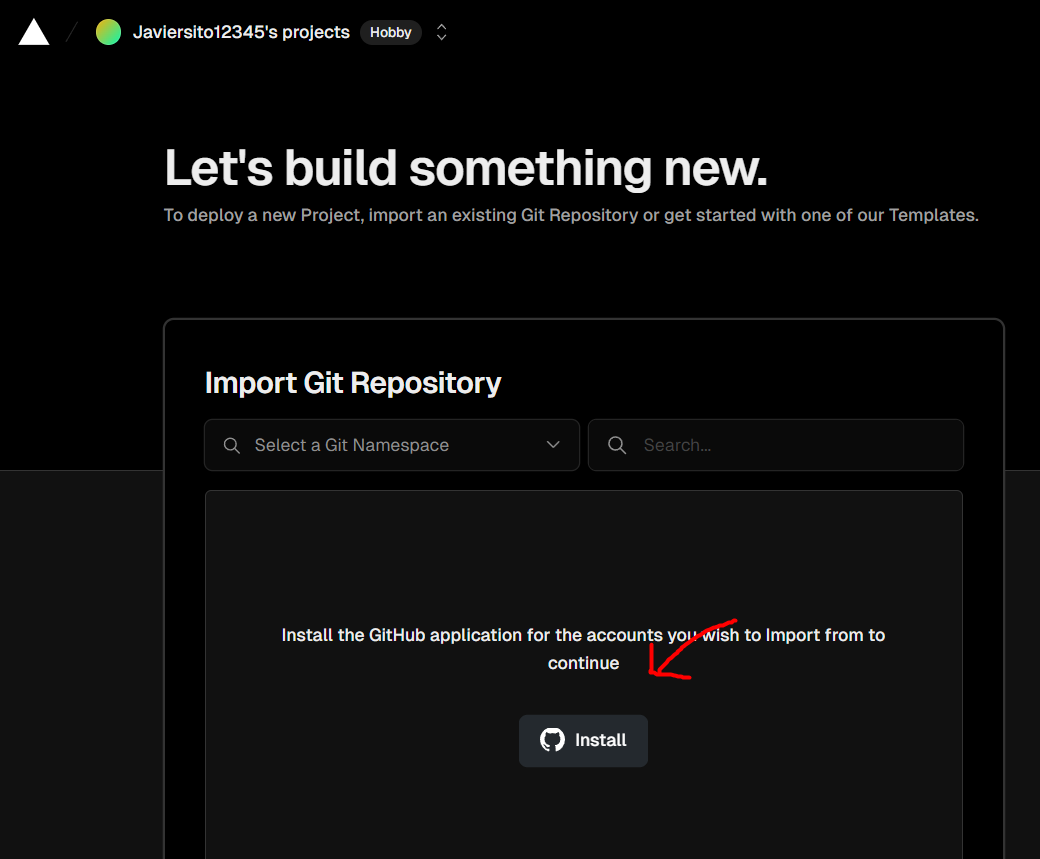 Javiersito12345's projects Hobby
Let's build something new.
To deploy a new Project, import an existing Git Repository or get started with one of our Templates.
Import Git Repository
Select a Git Namespace
Search...
Install the GitHub application for the accounts you wish to Import from to
continue
Install